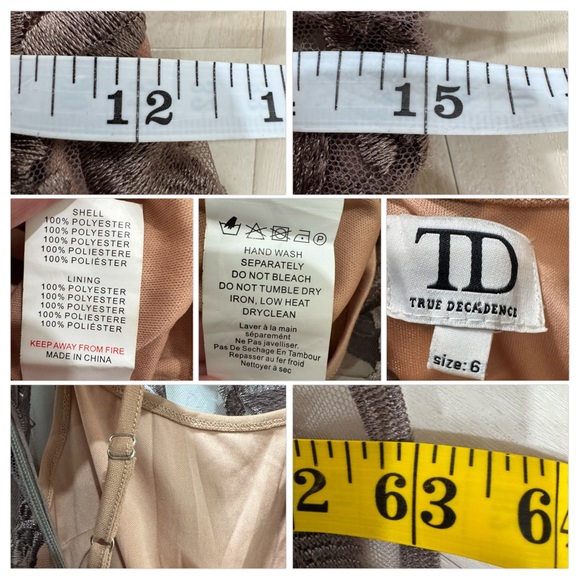 12 1
15
SHELL
100% POLYESTER
100% POLYESTER
100% POLYESTER
100% POLIESTERE
100% POLIÉSTER
LINING
100% POLYESTER
100% POLYESTER
100% POLYESTER
100% POLIESTERE
100% POLIÉSTER
KEEP AWAY FROM FIRE
MADE IN CHINA
P
HAND WASH
SEPARATELY
DO NOT BLEACH
DO NOT TUMBLE DRY
IRON, LOW HEAT
DRYCLEAN
Laver à la main
séparément
Ne Pas javelliser.
Pas De Sechage En Tambour
Repasser au fer froid
Nettoyer à sec
TD
TRUE DECADENCE
size: 6
2 63 64